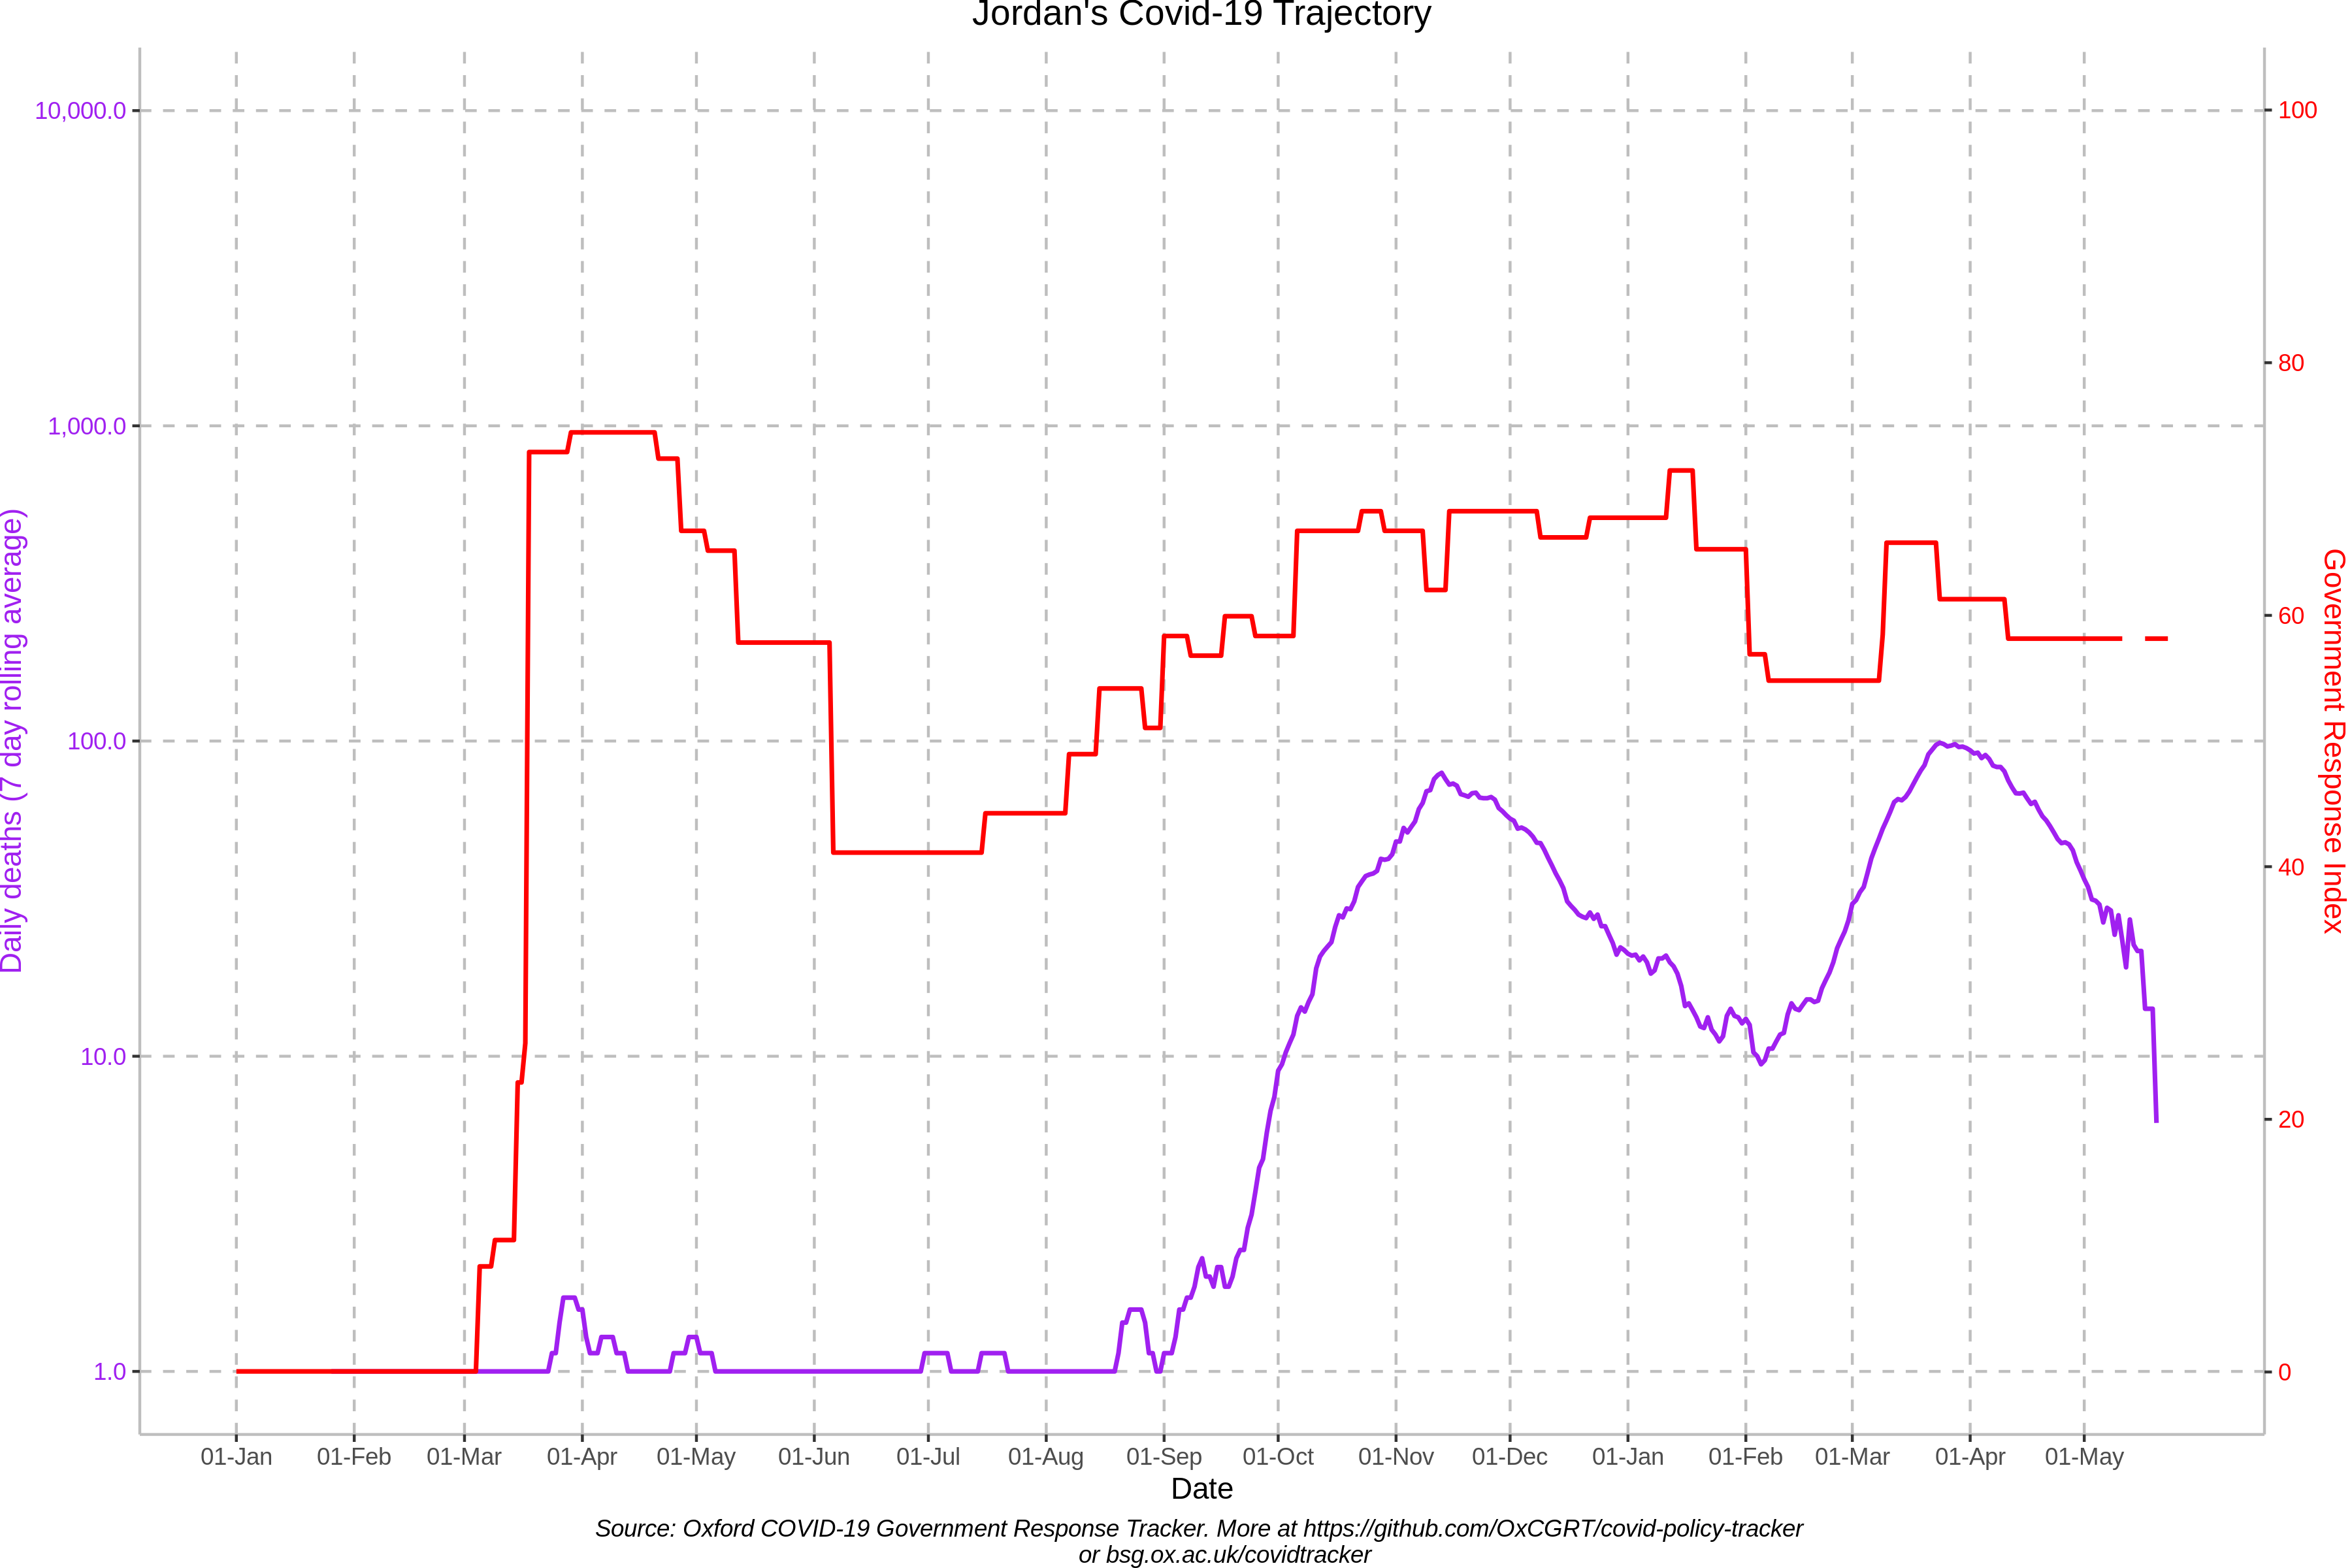 Jordan's Covid-19 Trajectory
10,000.0
1,000.0
100.0
10.0
1.0
Daily deaths (7 day rolling average)
100
80
60
40
20
0
Government Response Index
01-Jan
01-Feb
01-Mar
01-Apr
01-May
01-Jun
01-Jul
01-Aug
01-Sep
01-Oct
01-Nov
01-Dec
01-Jan
01-Feb
01-Mar
01-Apr
01-May
Date
Source: Oxford COVID-19 Government Response Tracker. More at https://github.com/OxCGRT/covid-policy-tracker
or bsg.ox.ac.uk/covidtracker